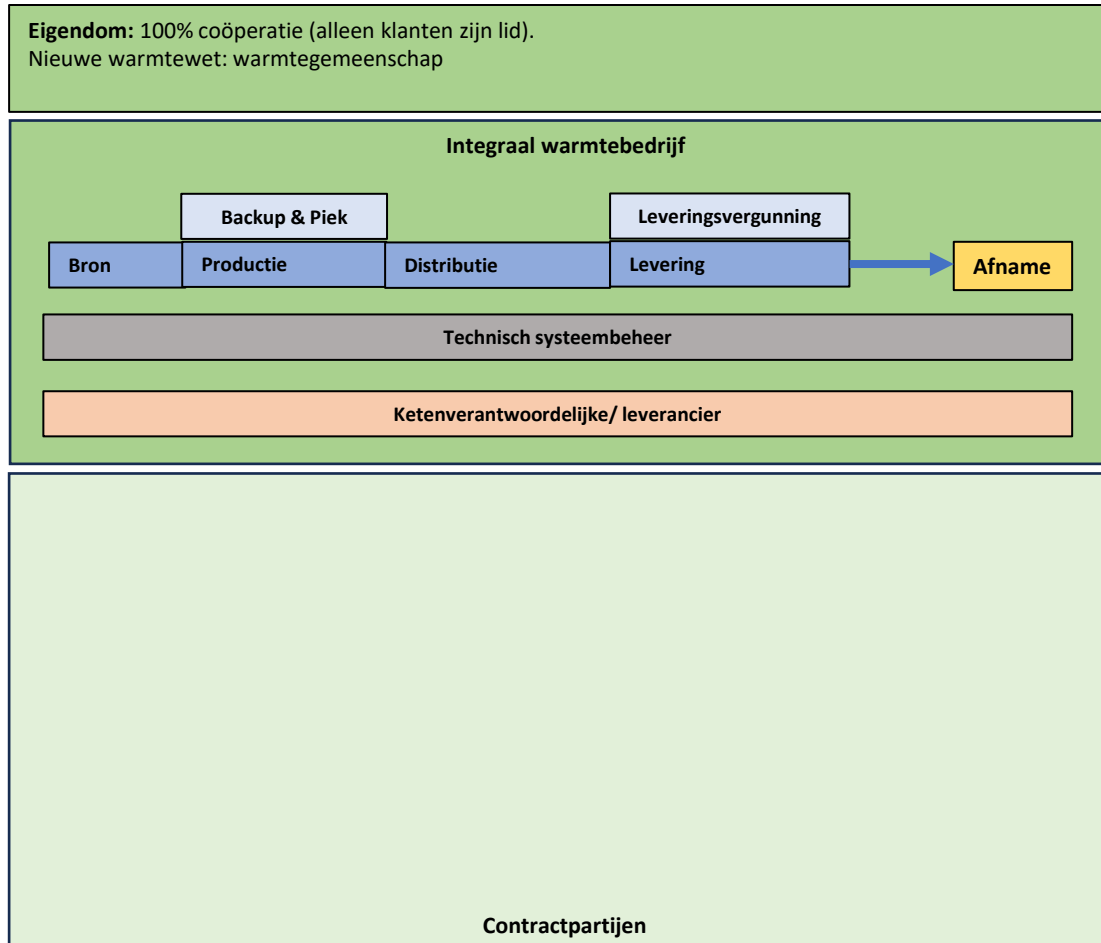 Eigendom: 100% coöperatie (alleen klanten zijn lid).
Nieuwe warmtewet: warmtegemeenschap
Integraal warmtebedrijf
Backup & Piek
Leveringsvergunning
Bron
Productie
Distributie
Levering
Afname
Technisch systeembeheer
Ketenverantwoordelijke/ leverancier
Contractpartijen